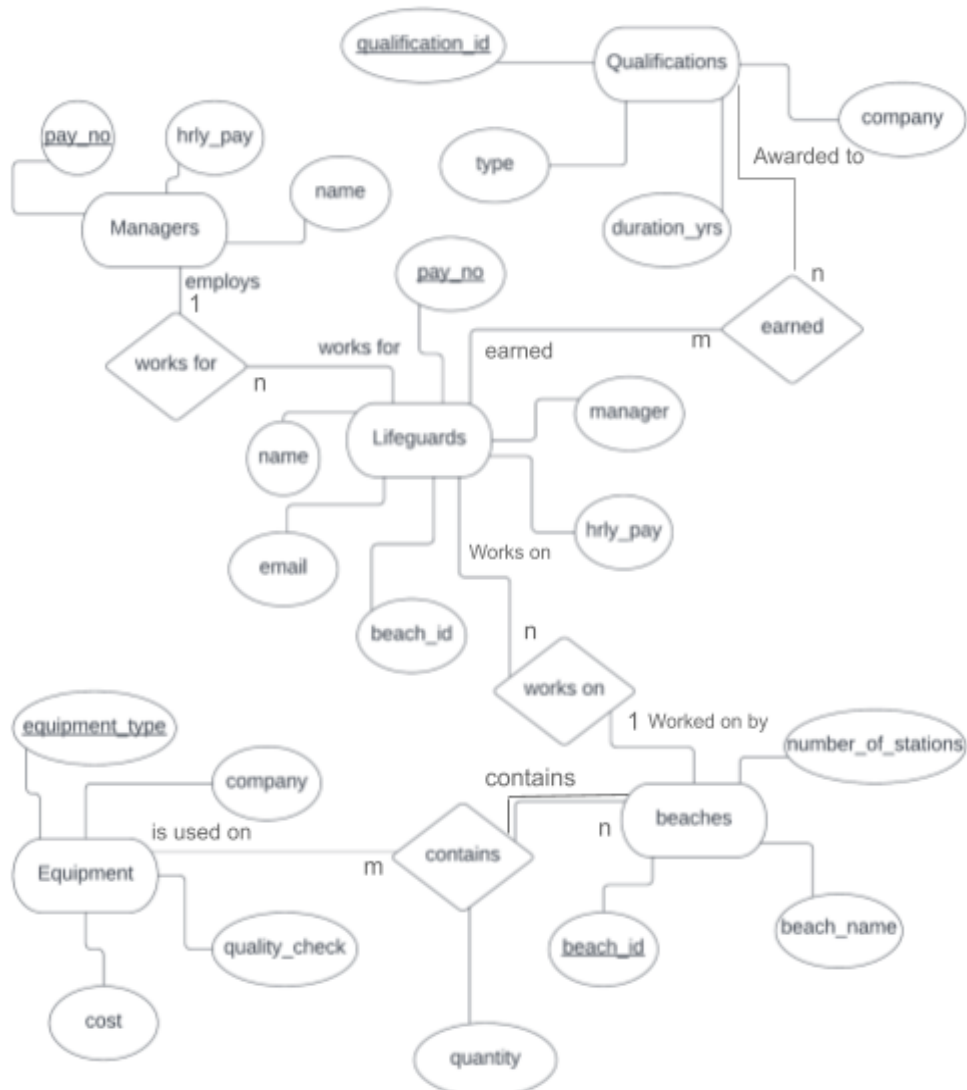 qualification_id
Qualifications
company
pay_no
hrly_pay
type
Awarded to
name
Managers
duration_yrs
pay_no
employs
n
1
earned
works for
works for
earned
m
n
manager
Lifeguards
name
hrly_pay
Works on
email
beach_id
n
works on
equipment_type
1 Worked on by
number_of_stations
company
contains
is used on
beaches
n
contains
m
Equipment
beach_name
quality_check
beach_id
cost
quantity